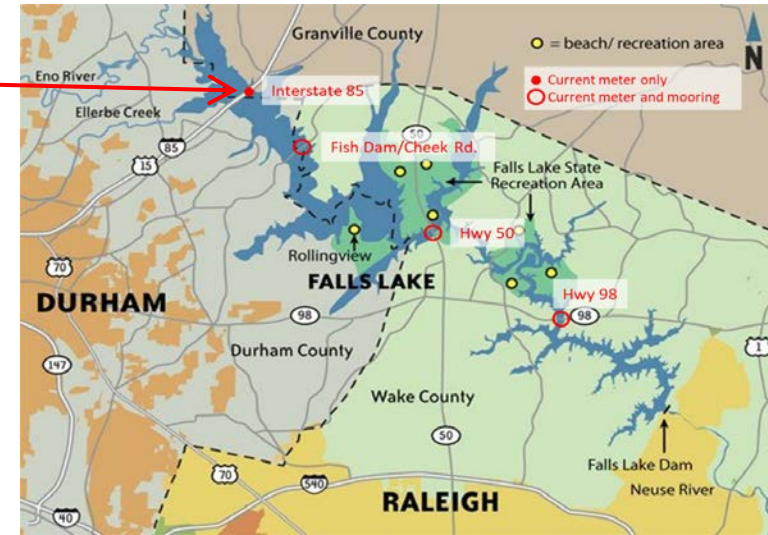 Granville County
= beach/ recreation area
N
Eno River
Interstate 85
Current meter only
Current meter and mooring
Ellerbe Creek
85
50
Fish Dam/Cheek Rd.
15
Falls Lake State
Recreation Area
Hwy 50
Rollingview
70
FALLS LAKE
Hwy 98
DURHAM
98
98
Durham County
1
147
Wake County
50
70
Falls Lake Dam
540
Neuse River
RALEIGH
40